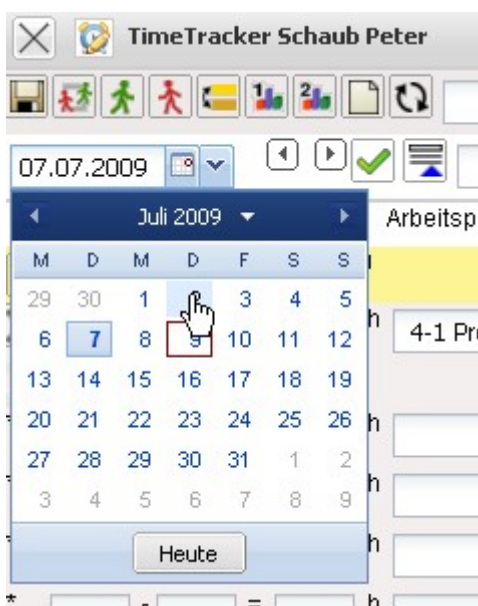 TimeTracker Schaub Peter
1 2
07.07.2009
Juli 2009
Arbeitsp
M D M D F S S
29 30 1 3 4 5
h
4-1 Pro
6 7 8 9 10 11 12
13 14 15 16 17 18 19
20 21 22 23 24 25 26 h
27 28 29 30 31 1 2
h
3 4 5 6 7 8 9
Heute
h
* - = h